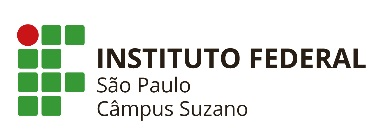 INSTITUTO FEDERAL
São Paulo
Câmpus Suzano